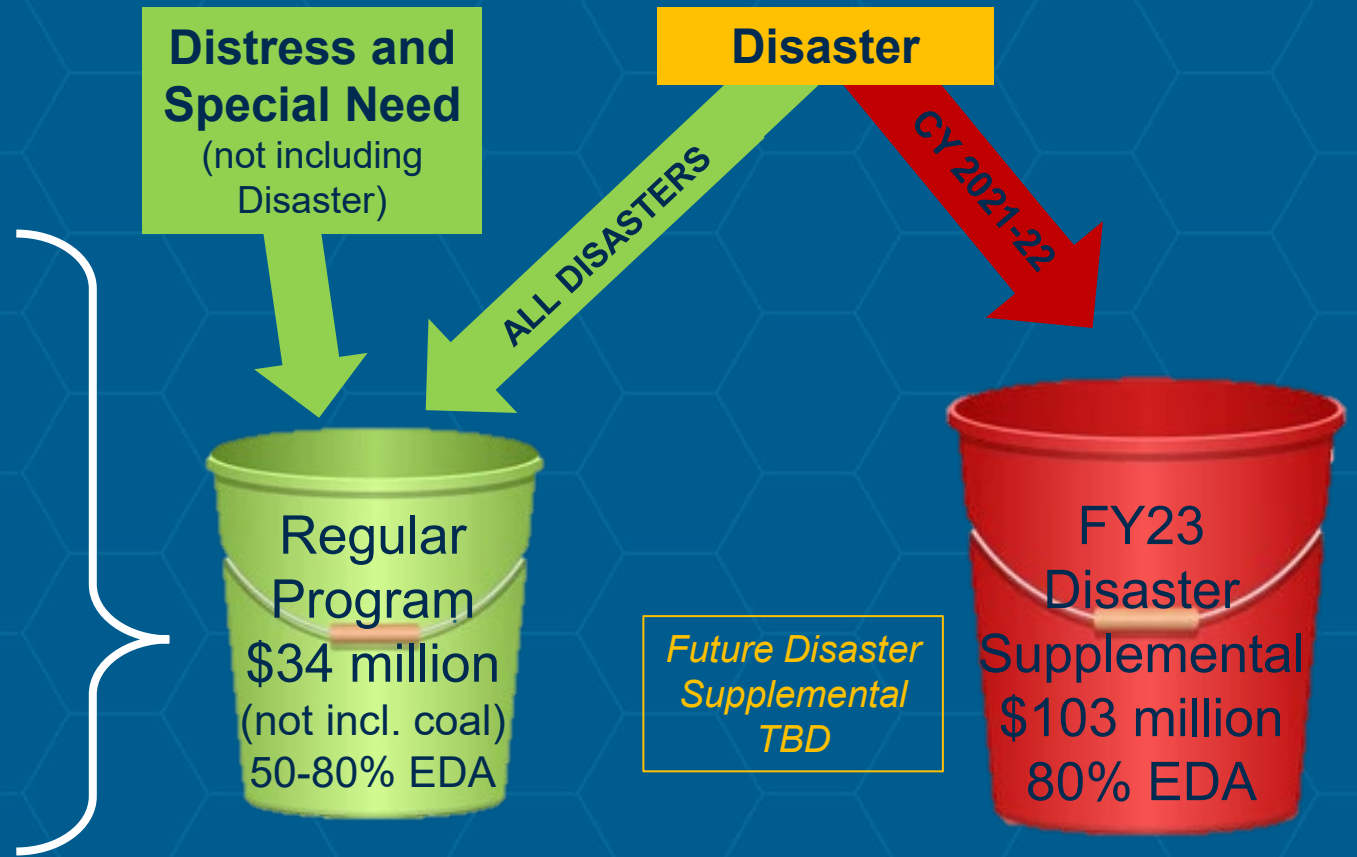 Distress and
Special Need
(not including
Disaster)
Disaster
ALL DISASTERS
CY 2021-22
Regular
Program
$34 million
(not incl. coal)
50-80% EDA
Future Disaster
Supplemental
TBD
FY23
Disaster
Supplemental
$103 million
80% EDA